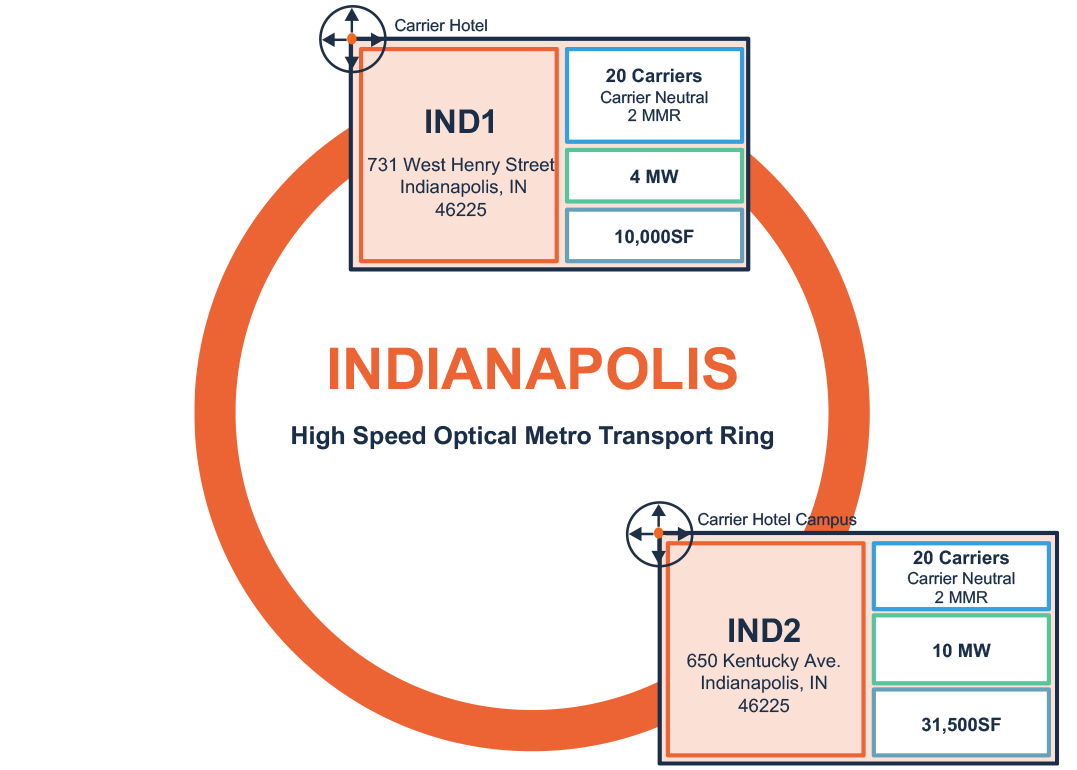 Carrier Hotel
IND1
731 West Henry Street
Indianapolis, IN
46225
20 Carriers
Carrier Neutral
2 MMR
4 MW
10,000SF
INDIANAPOLIS
High Speed Optical Metro Transport Ring
Carrier Hotel Campus
IND2
650 Kentucky Ave.
Indianapolis, IN
46225
20 Carriers
Carrier Neutral
2 MMR
10 MW
31,500SF